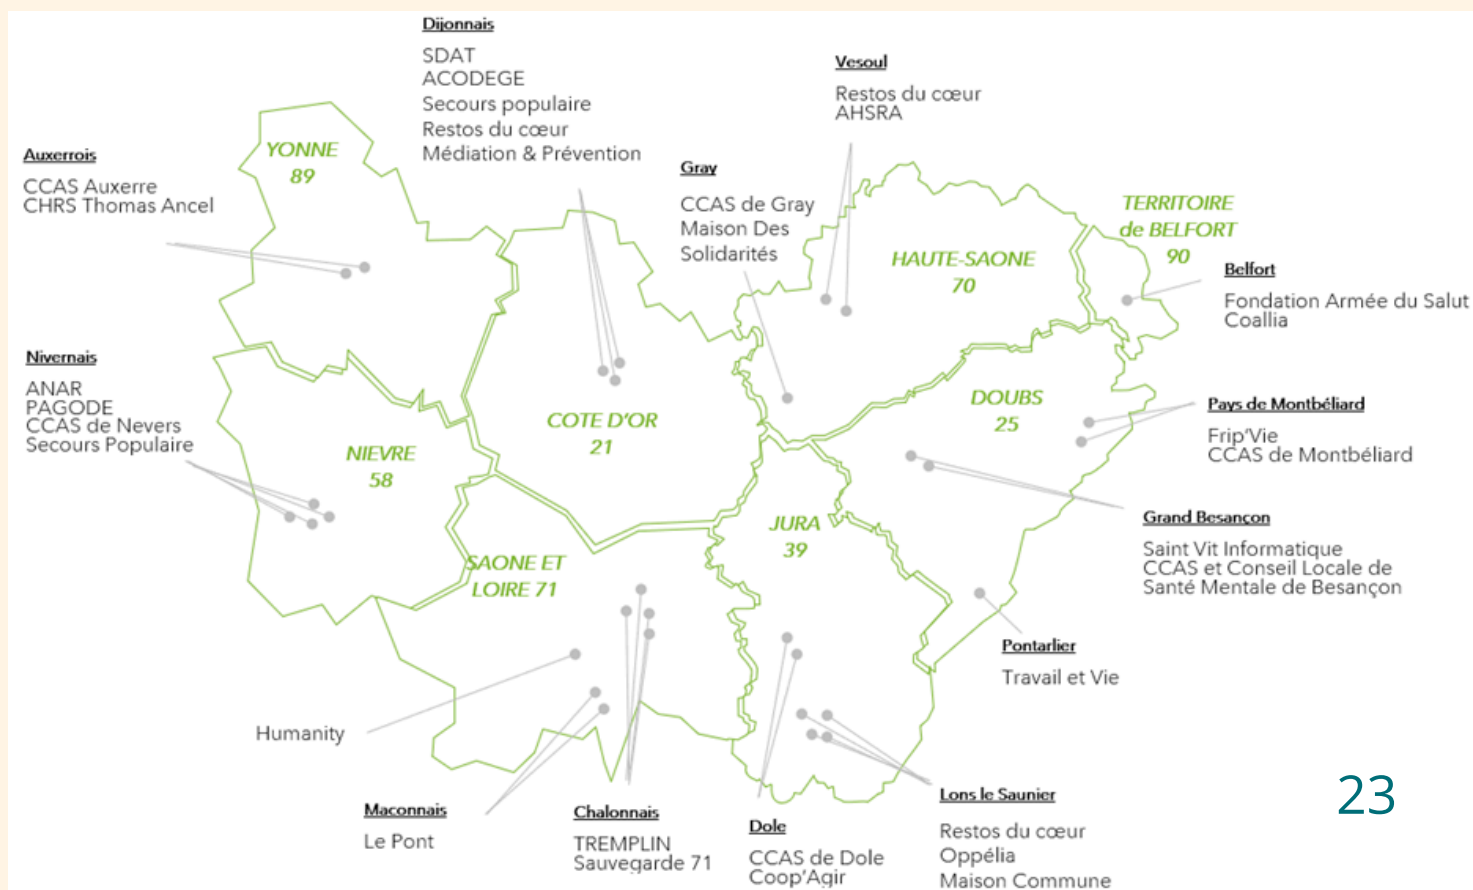 Dijonnais
SDAT
ACODEGE
Secours populaire
Restos du cœur
Médiation & Prévention
Vesoul
Restos du cœur
AHSRA
Auxerrois
CCAS Auxerre
CHRS Thomas Ancel
YONNE
89
Gray
CCAS de Gray
Maison Des
Solidarités
HAUTE-SAONE
70
TERRITOIRE
de BELFORT
90
Belfort
Fondation Armée du Salut
Coallia
Nivernais
ANAR
PAGODE
CCAS de Nevers
Secours Populaire
NIEVRE
58
COTE D'OR
21
DOUBS
25
Pays de Montbéliard
Frip'Vie
CCAS de Montbéliard
Grand Besançon
Saint Vit Informatique
CCAS et Conseil Locale de
Santé Mentale de Besançon
JURA
39
SAONE ET
LOIRE 71
Pontarlier
Travail et Vie
Humanity
Maconnais
Le Pont
Chalonnais
TREMPLIN
Sauvegarde 71
Dole
CCAS de Dole
Coop'Agir
Lons le Saunier
Restos du cœur
Oppélia
Maison Commune
23